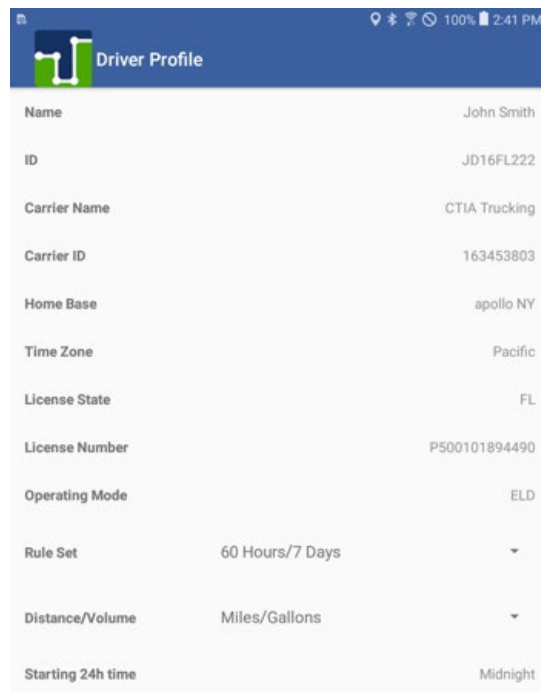 100% 2:41 PM
Driver Profile
Name John Smith
ID JD16FL222
Carrier Name CTIA Trucking
Carrier ID 163453803
Home Base apollo NY
Time Zone Pacific
License State FL
License Number P500101894490
Operating Mode ELD
Rule Set 60 Hours/7 Days
Distance/Volume Miles/Gallons
Starting 24h time Midnight